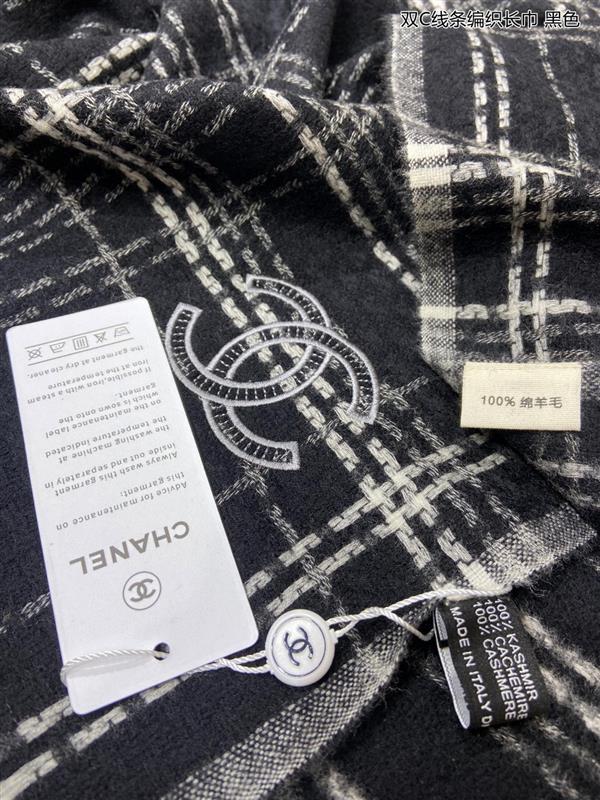 双C线条编织长巾 黑色
100% 绵羊毛
CHANEL
Advice for maintenance on
this garment:
Always wash this garment
inside out and separately in
the washing machine at
the temperature indicated
on the maintenance label
which is sown onto the
garment.
If possible,iron with a steam
iron at the temperature
the garment at dry cleaner.
100% KASHMIR
100% CACHEMIRE
100% CASHMERE
MADE IN ITALY